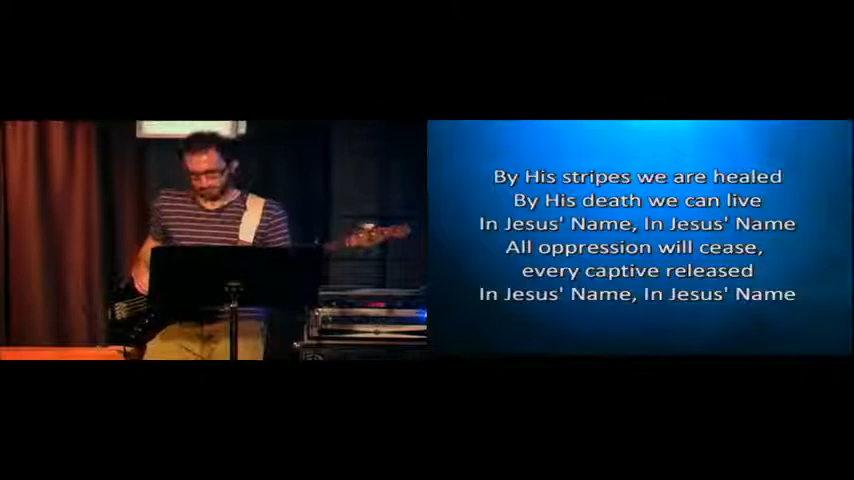 By His stripes we are healed
By His death we can live
In Jesus' Name, In Jesus' Name
All oppression will cease,
every captive released
In Jesus' Name, In Jesus' Name